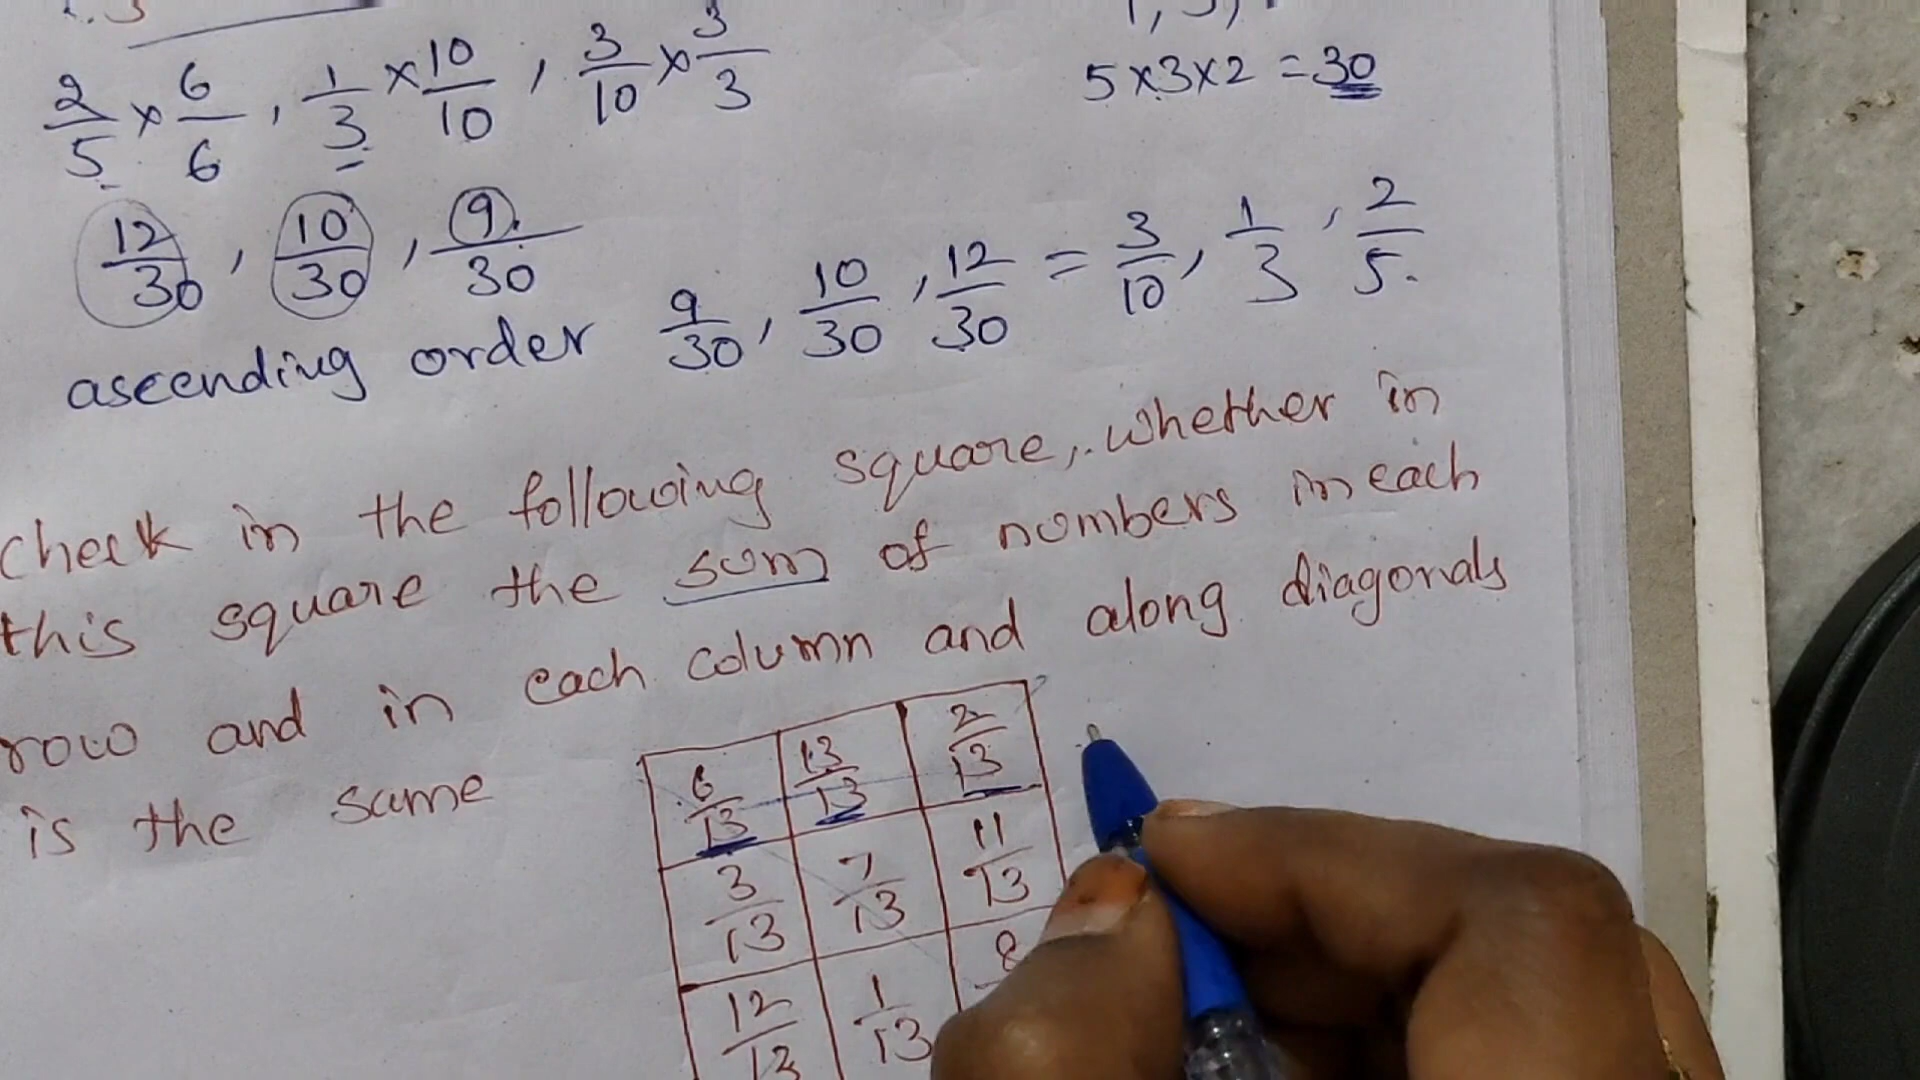 2/5 × 6/6, 1/3 × 10/10, 3/10 × 3/3
5×3×2 = 30
12/30, 10/30, 9/30
ascending order 9/30, 10/30, 12/30 = 3/10, 1/3, 2/5.
Check in the following square, whether in
this square the sum of numbers in each
row and in each column and along diagonals
is the same
6/13 13/13 2/13
3/13 7/13 11/13
12/13 1/13 8